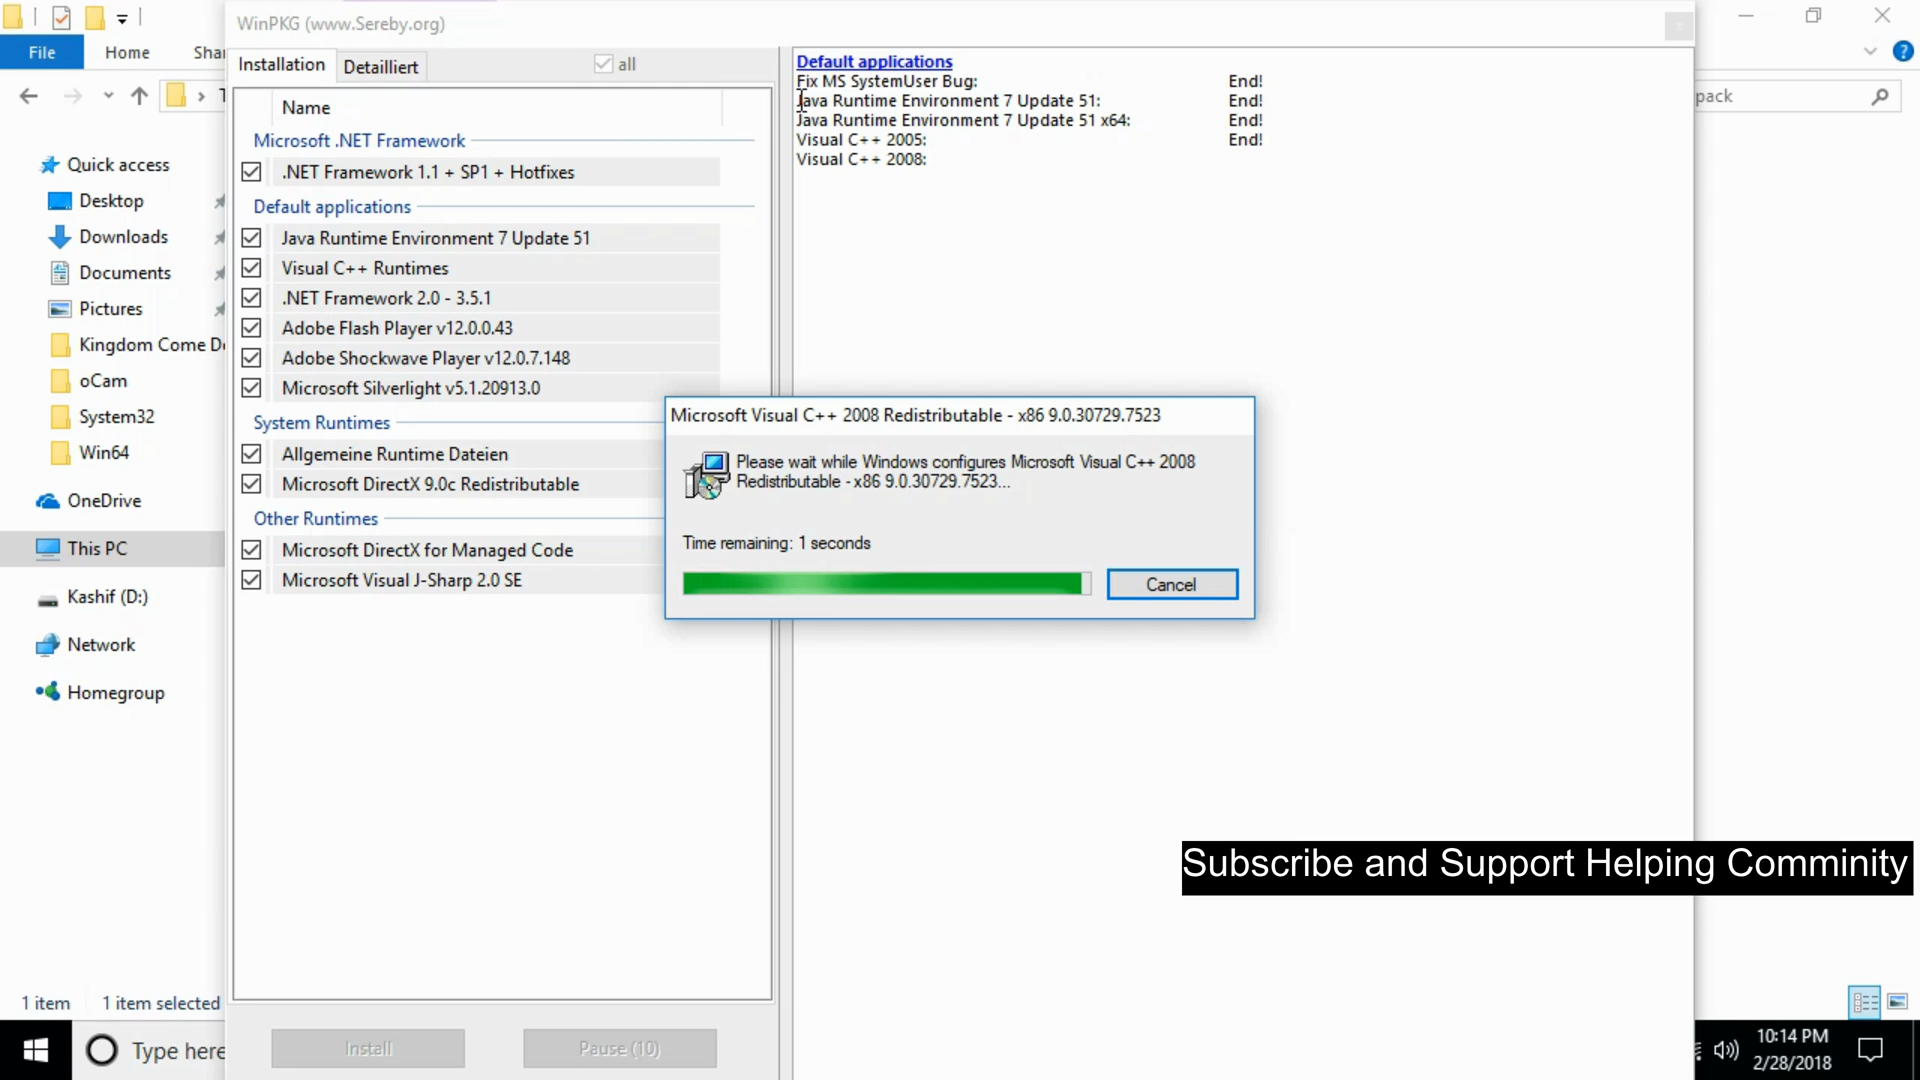 WinPKG (www.Sereby.org)
File
Home
Installation
Detailliert
all
Name
Microsoft .NET Framework
.NET Framework 1.1 + SP1 + Hotfixes
Default applications
Java Runtime Environment 7 Update 51
Visual C++ Runtimes
.NET Framework 2.0 - 3.5.1
Adobe Flash Player v12.0.0.43
Adobe Shockwave Player v12.0.7.148
Microsoft Silverlight v5.1.20913.0
System Runtimes
Allgemeine Runtime Dateien
Microsoft DirectX 9.0c Redistributable
Other Runtimes
Microsoft DirectX for Managed Code
Microsoft Visual J-Sharp 2.0 SE
Install
Pause (10)
Default applications
Fix MS SystemUser Bug: End!
Java Runtime Environment 7 Update 51: End!
Java Runtime Environment 7 Update 51 x64: End!
Visual C++ 2005: End!
Visual C++ 2008:
Microsoft Visual C++ 2008 Redistributable - x86 9.0.30729.7523
Please wait while Windows configures Microsoft Visual C++ 2008
Redistributable - x86 9.0.30729.7523...
Time remaining: 1 seconds
Cancel
Quick access
Desktop
Downloads
Documents
Pictures
Kingdom Come D
oCam
System32
Win64
OneDrive
This PC
Kashif (D:)
Network
Homegroup
1 item
1 item selected
Type here
pack
Subscribe and Support Helping Comminity
10:14 PM
2/28/2018